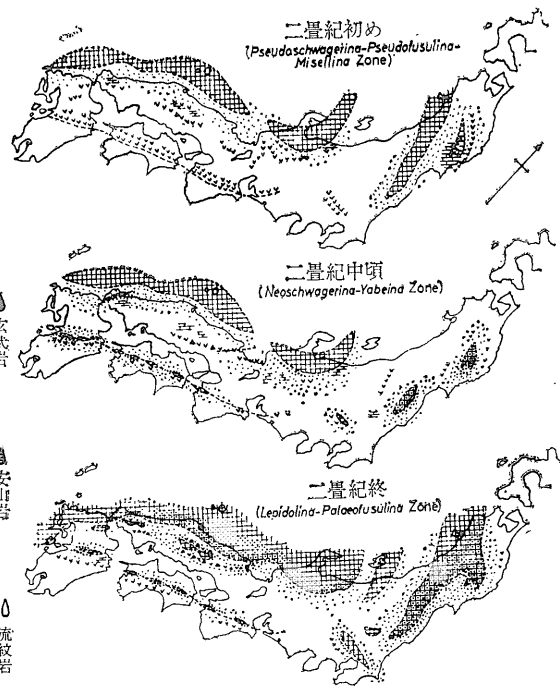 二畳紀初め
(Pseudoschwagerina-Pseudofusulina-
Misellina Zone)
二畳紀中頃
(Neoschwagerina-Yabeina Zone)
二畳紀終
(Lepidolina-Palaeofusulina Zone)
玄武岩
安山岩
流紋岩